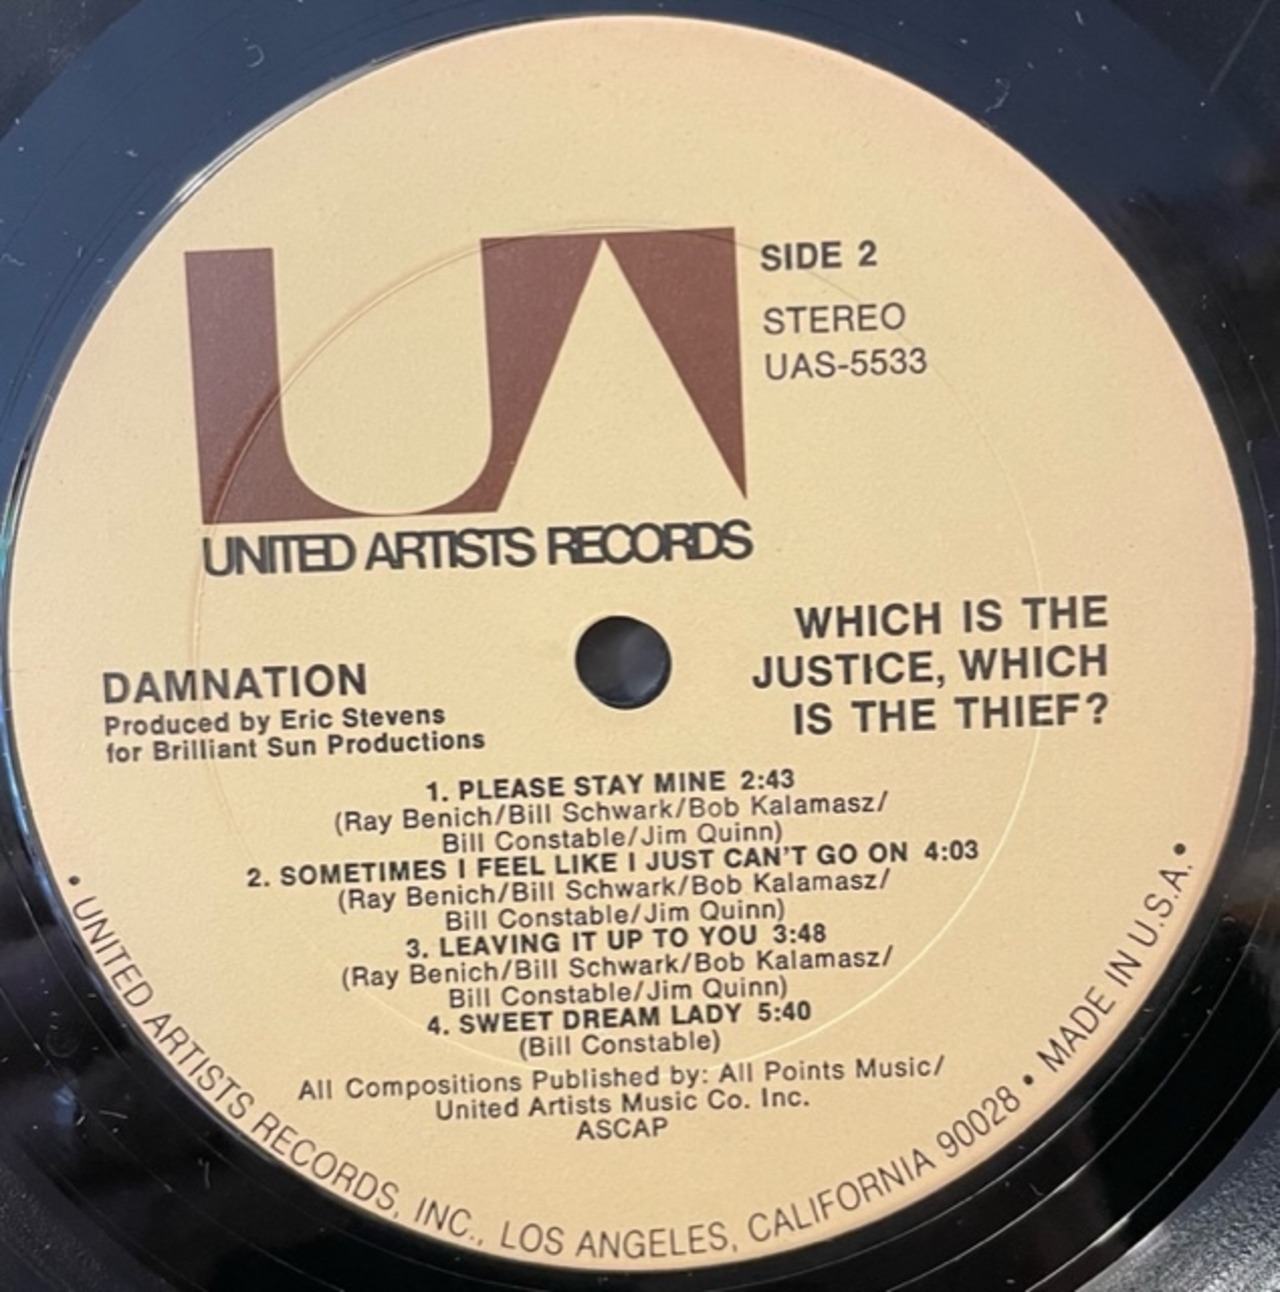 UA
SIDE 2
STEREO
UAS-5533
UNITED ARTISTS RECORDS
DAMNATION
Produced by Eric Stevens
for Brilliant Sun Productions
WHICH IS THE
JUSTICE, WHICH
IS THE THIEF?
1. PLEASE STAY MINE 2:43
(Ray Benich/Bill Schwark/Bob Kalamasz/
Bill Constable/Jim Quinn)
2. SOMETIMES I FEEL LIKE I JUST CAN'T GO ON 4:03
(Ray Benich/Bill Schwark/Bob Kalamasz/
Bill Constable/Jim Quinn)
3. LEAVING IT UP TO YOU 3:48
(Ray Benich/Bill Schwark/Bob Kalamasz/
Bill Constable/Jim Quinn)
4. SWEET DREAM LADY 5:40
(Bill Constable)
All Compositions Published by: All Points Music/
United Artists Music Co. Inc.
ASCAP
• UNITED ARTISTS RECORDS, INC., LOS ANGELES, CALIFORNIA 90028 • MADE IN U.S.A. •